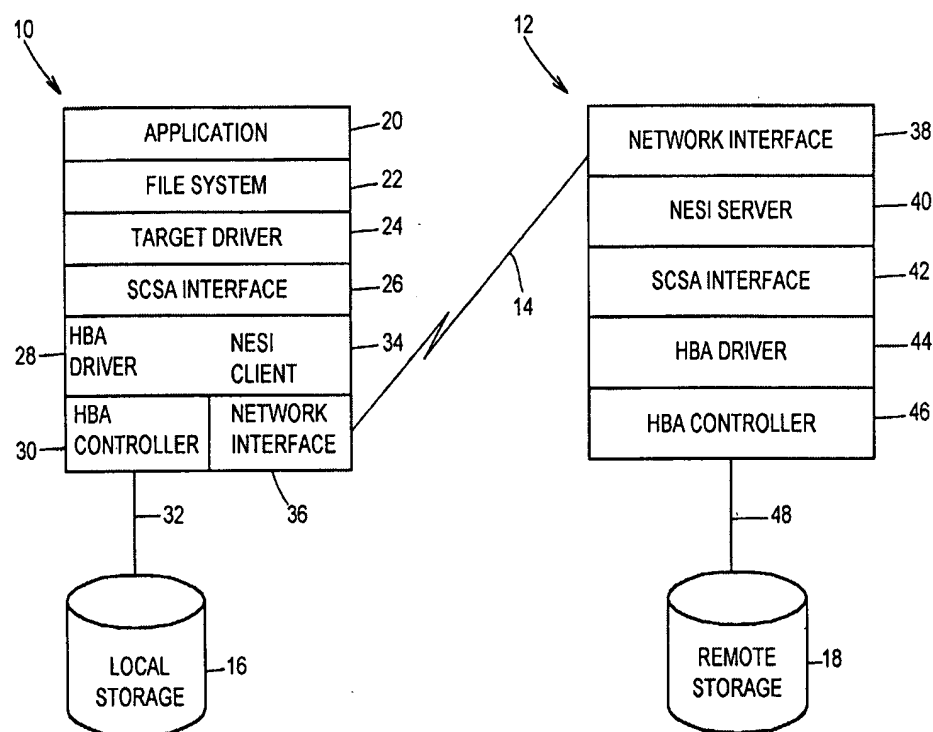 10
APPLICATION
20
FILE SYSTEM
22
TARGET DRIVER
24
SCSA INTERFACE
26
28
HBA
DRIVER
NESI
CLIENT
34
30
HBA
CONTROLLER
NETWORK
INTERFACE
36
32
LOCAL
STORAGE
16
14
12
NETWORK INTERFACE
38
NESI SERVER
40
SCSA INTERFACE
42
HBA DRIVER
44
HBA CONTROLLER
46
48
REMOTE
STORAGE
18